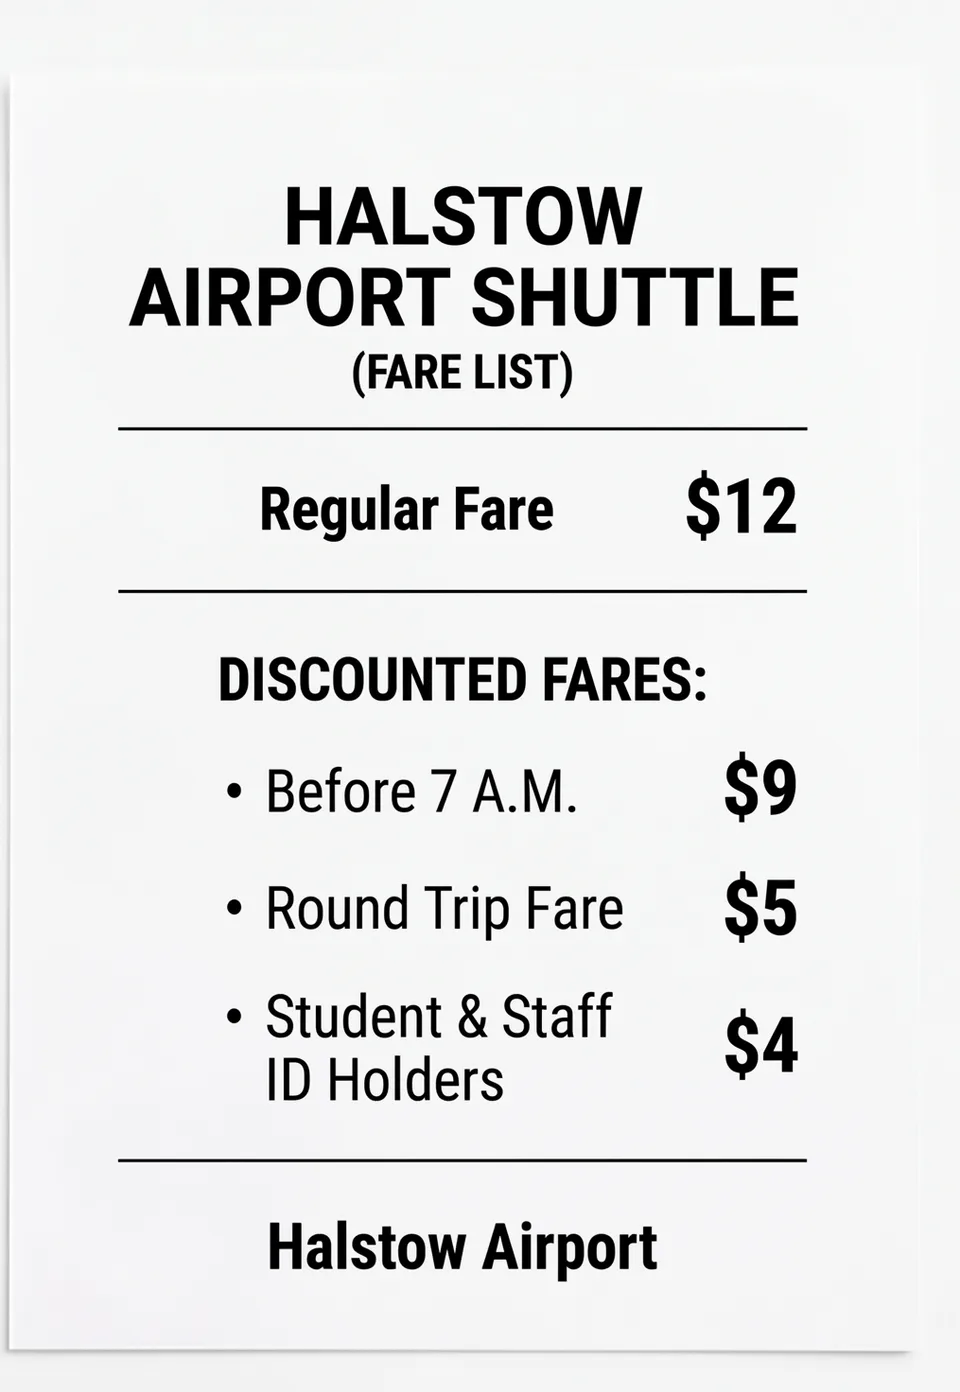 HALSTOW
AIRPORT SHUTTLE
(FARE LIST)
Regular Fare $12
DISCOUNTED FARES:
• Before 7 A.M. $9
• Round Trip Fare $5
• Student & Staff
ID Holders $4
Halstow Airport